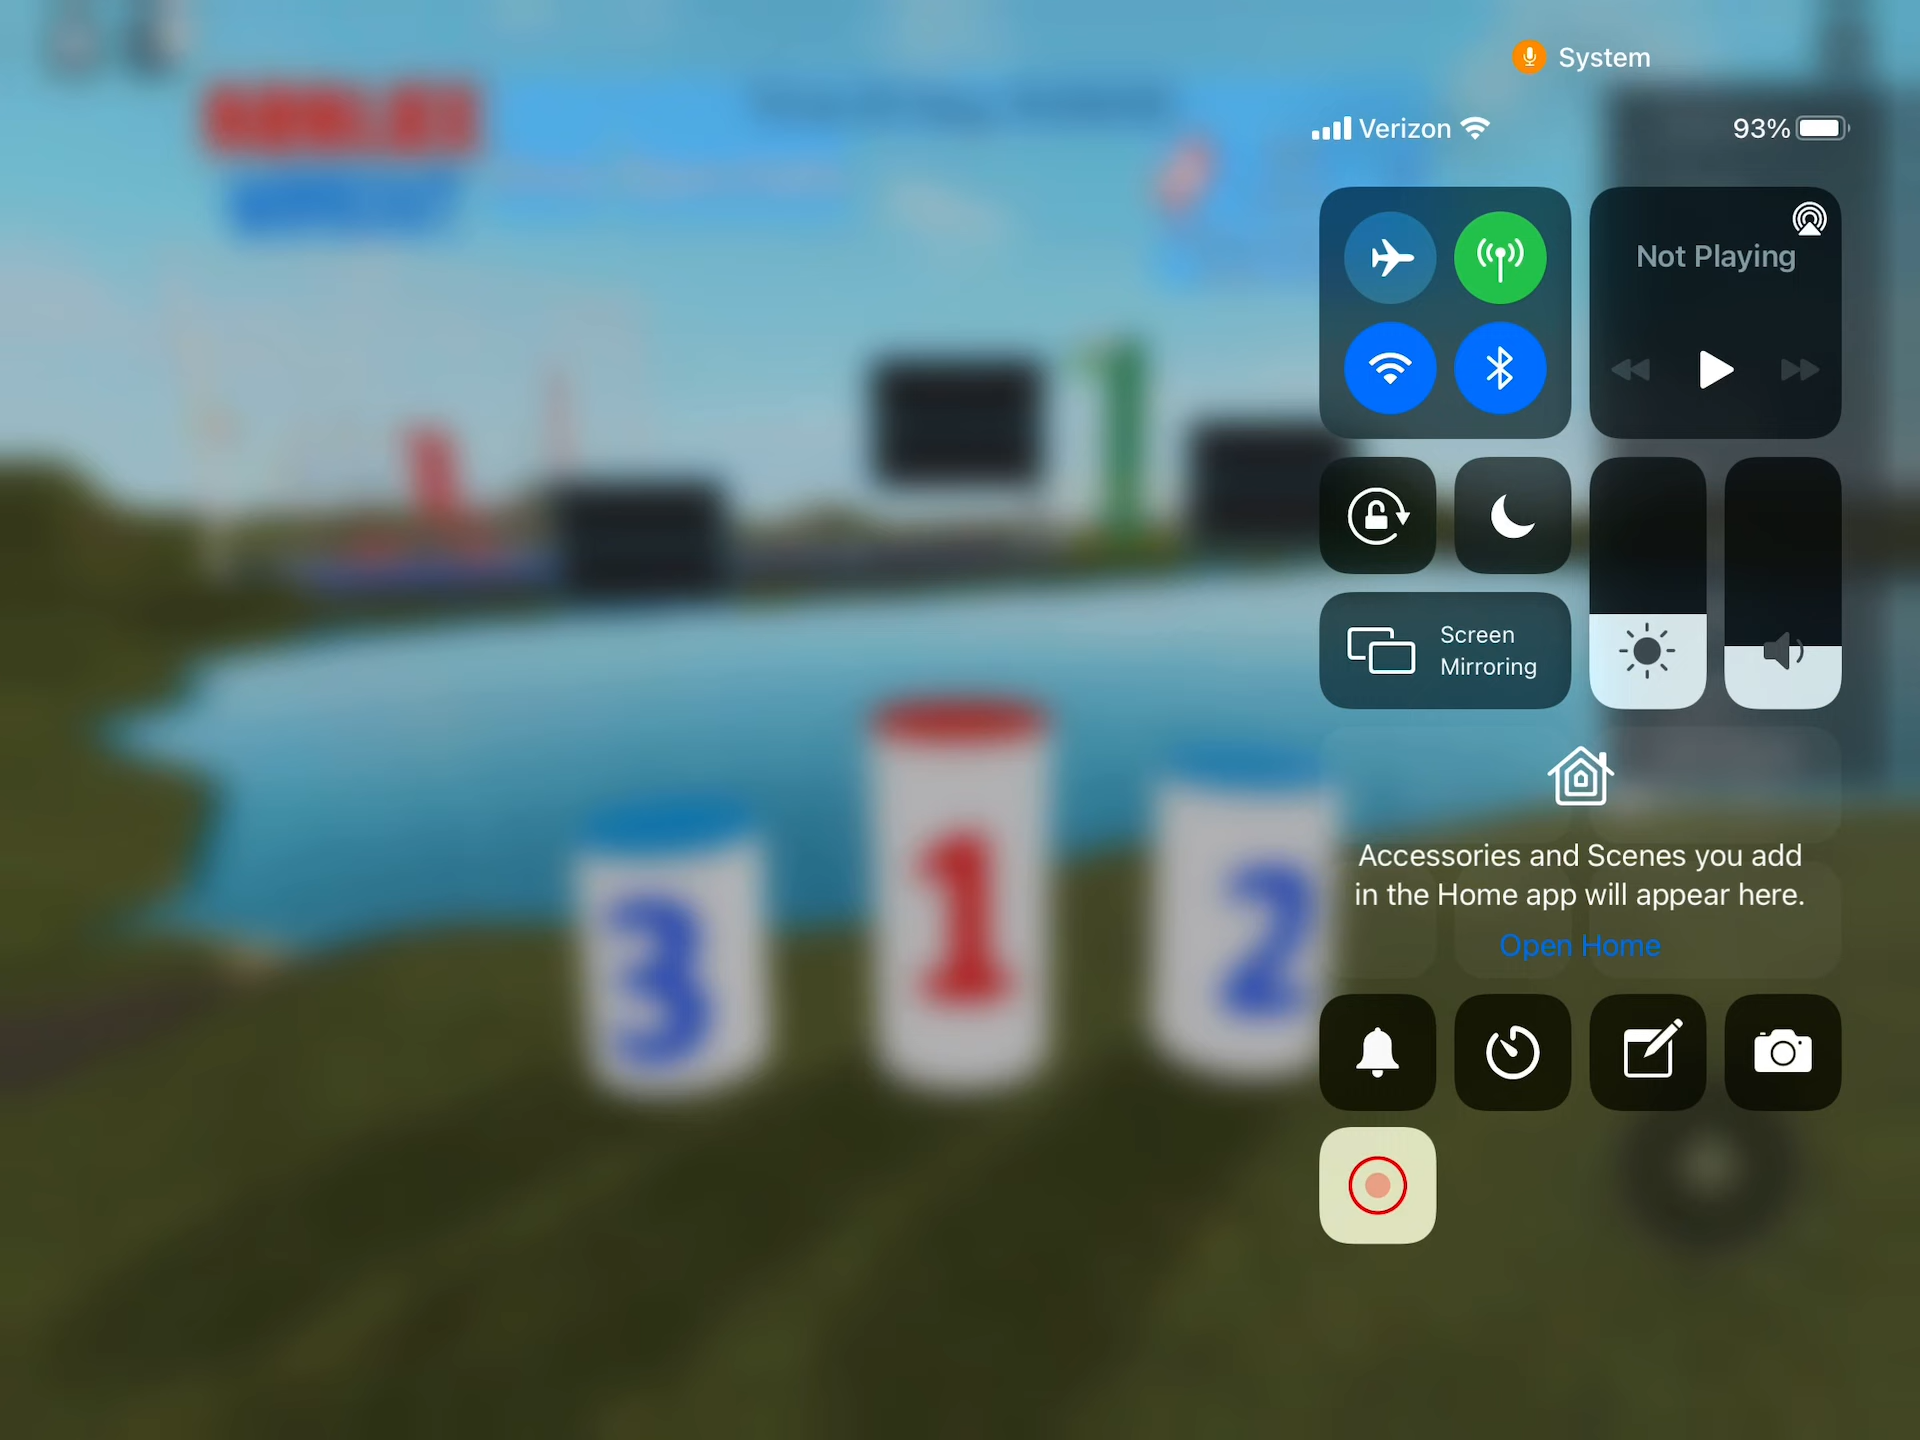 System
Verizon
93%
Not Playing
Screen
Mirroring
Accessories and Scenes you add
in the Home app will appear here.
Open Home
3
1
2